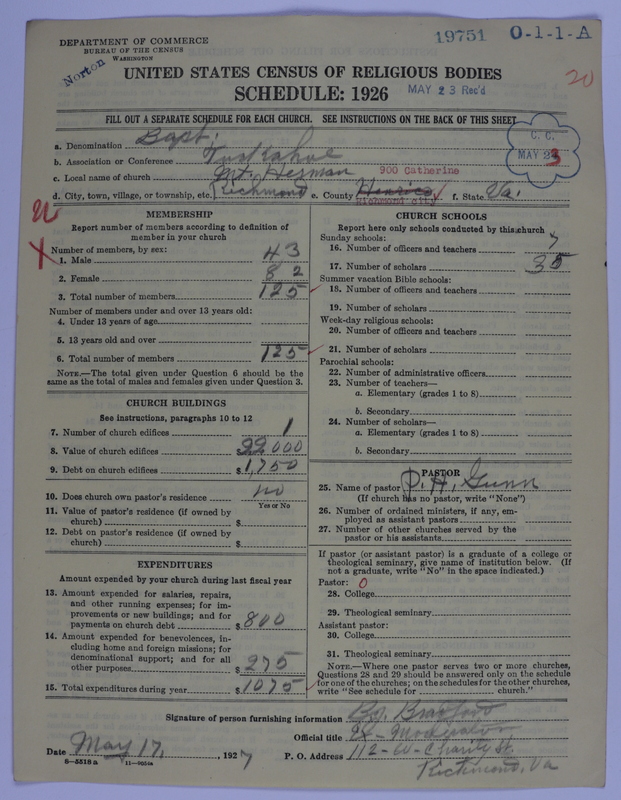 DEPARTMENT OF COMMERCE
BUREAU OF THE CENSUS
WASHINGTON
Norton
19751 O-1-1-A
UNITED STATES CENSUS OF RELIGIOUS BODIES
SCHEDULE: 1926
MAY 23 Rec'd
20
FILL OUT A SEPARATE SCHEDULE FOR EACH CHURCH. SEE INSTRUCTIONS ON THE BACK OF THIS SHEET
C. C.
MAY 23
3
a. Denomination Bapt.
b. Association or Conference Tuckahoe
c. Local name of church Mt. Herman 900 Catherine
d. City, town, village, or township, etc. Richmond e. County Henrico Richmond city f. State Va.
MEMBERSHIP
Report number of members according to definition of
member in your church
Number of members, by sex:
1. Male 43
2. Female 82
3. Total number of members 125
Number of members under and over 13 years old:
4. Under 13 years of age
5. 13 years old and over
6. Total number of members 125
NOTE.—The total given under Question 6 should be the
same as the total of males and females given under Question 3.
CHURCH BUILDINGS
See instructions, paragraphs 10 to 12
7. Number of church edifices 1
8. Value of church edifices $ 22000
9. Debt on church edifices $ 1,750
10. Does church own pastor's residence no
Yes or No
11. Value of pastor's residence (if owned by
church) $
12. Debt on pastor's residence (if owned by
church) $
EXPENDITURES
Amount expended by your church during last fiscal year
13. Amount expended for salaries, repairs,
and other running expenses; for im-
provements or new buildings; and for
payments on church debt $ 800
14. Amount expended for benevolences, in-
cluding home and foreign missions; for
denominational support; and for all
other purposes $ 275
15. Total expenditures during year $ 1075
CHURCH SCHOOLS
Report here only schools conducted by this church
Sunday schools:
16. Number of officers and teachers 7
17. Number of scholars 35
Summer vacation Bible schools:
18. Number of officers and teachers
19. Number of scholars
Week-day religious schools:
20. Number of officers and teachers
21. Number of scholars
Parochial schools:
22. Number of administrative officers
23. Number of teachers—
a. Elementary (grades 1 to 8)
b. Secondary
24. Number of scholars—
a. Elementary (grades 1 to 8)
b. Secondary
PASTOR
25. Name of pastor P. H. Gunn
(If church has no pastor, write "None")
26. Number of ordained ministers, if any, em-
ployed as assistant pastors
27. Number of other churches served by the
pastor or his assistants
If pastor (or assistant pastor) is a graduate of a college or
theological seminary, give name of institution below. (If
not a graduate, write "No" in the space indicated.)
Pastor: 0
28. College
29. Theological seminary
Assistant pastor:
30. College
31. Theological seminary
NOTE.—Where one pastor serves two or more churches,
Questions 28 and 29 should be answered only on the schedule
for one of the churches; on the schedules for the other churches,
write "See schedule for church."
Signature of person furnishing information
Official title Moderator
Date May 17, 1927 P. O. Address 112-W-Charity St.
6—5518a 11—9051a Richmond, Va